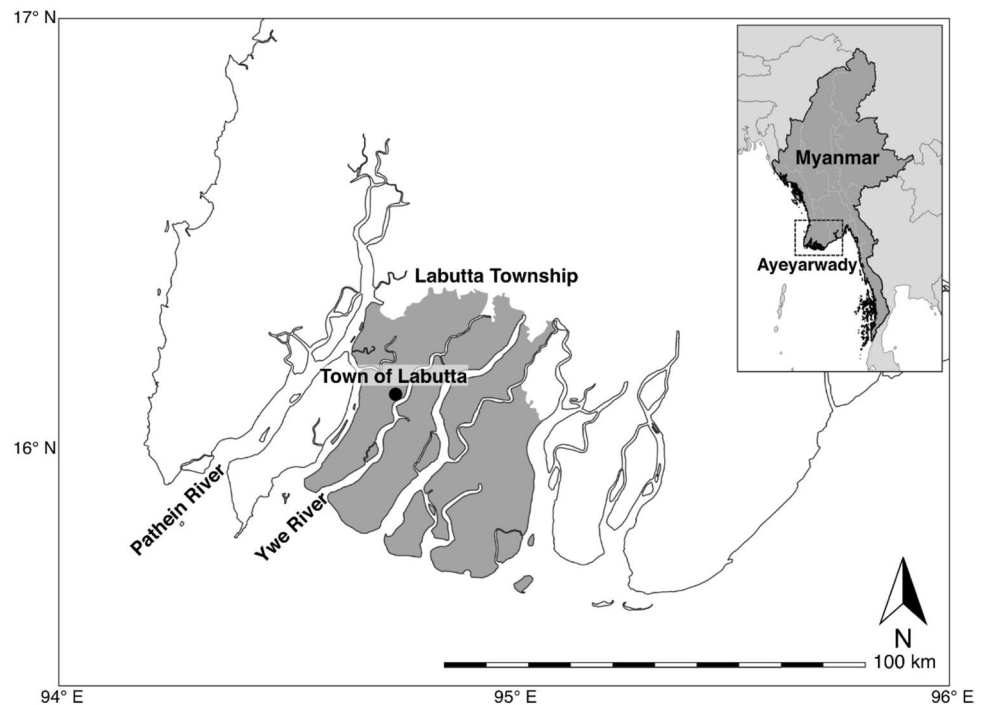 17° N
Myanmar
Ayeyarwady
Labutta Township
Town of Labutta
16° N
Pathein River
Ywe River
N
100 km
94° E
95° E
96° E